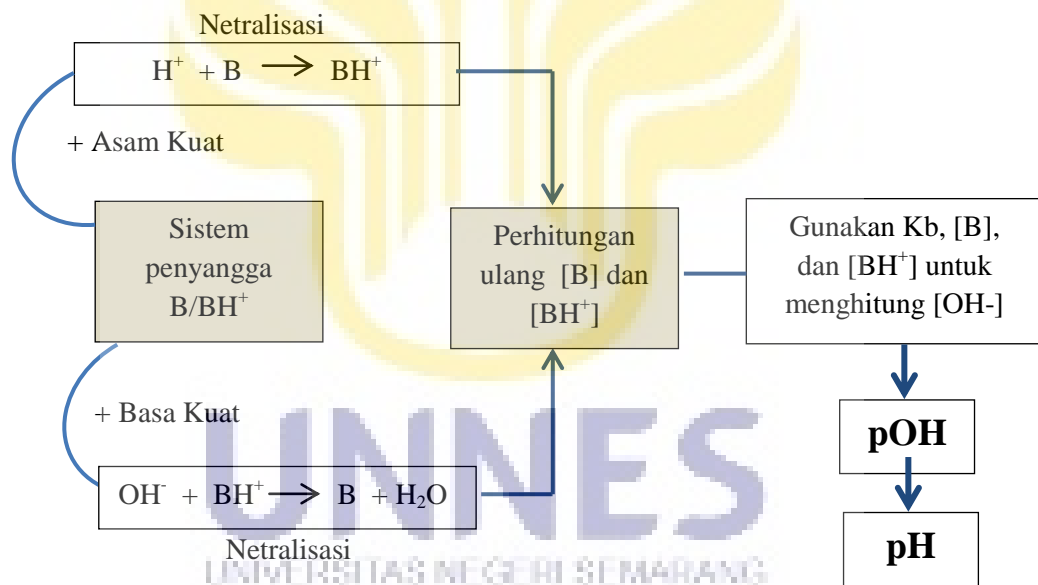 Netralisasi
H⁺ + B → BH⁺
+ Asam Kuat
Sistem
penyangga
B/BH⁺
Perhitungan
ulang [B] dan
[BH⁺]
Gunakan Kb, [B],
dan [BH⁺] untuk
menghitung [OH-]
+ Basa Kuat
OH⁻ + BH⁺ → B + H₂O
Netralisasi
pOH
pH
UNNES
UNIVERSITAS NEGERI SEMARANG